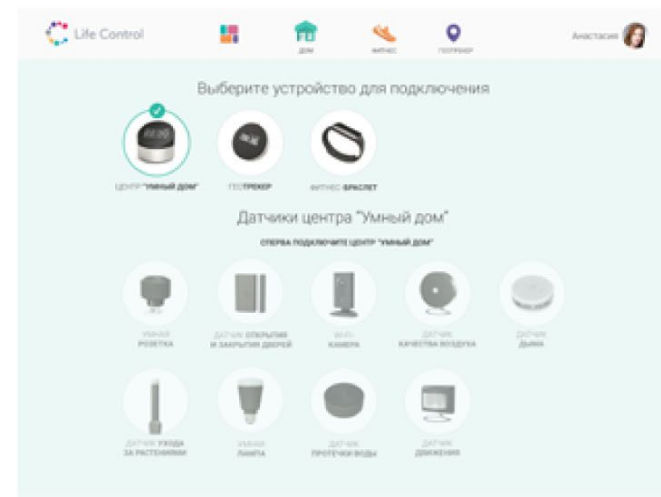 Life Control
ДОМ
ФИТНЕС
ГЕОТРЕКЕР
Анастасия
Выберите устройство для подключения
ЦЕНТР "УМНЫЙ ДОМ"
ГЕОТРЕКЕР
ФИТНЕС-БРАСЛЕТ
Датчики центра "Умный дом"
СПЕРВА ПОДКЛЮЧИТЕ ЦЕНТР "УМНЫЙ ДОМ"
УМНАЯ
РОЗЕТКА
ДАТЧИК ОТКРЫТИЯ
И ЗАКРЫТИЯ ДВЕРЕЙ
WI-FI-
КАМЕРА
ДАТЧИК
КАЧЕСТВА ВОЗДУХА
ДАТЧИК
ДЫМА
ДАТЧИК УХОДА
ЗА РАСТЕНИЯМИ
УМНАЯ
ЛАМПА
ДАТЧИК
ПРОТЕЧКИ ВОДЫ
ДАТЧИК
ДВИЖЕНИЯ